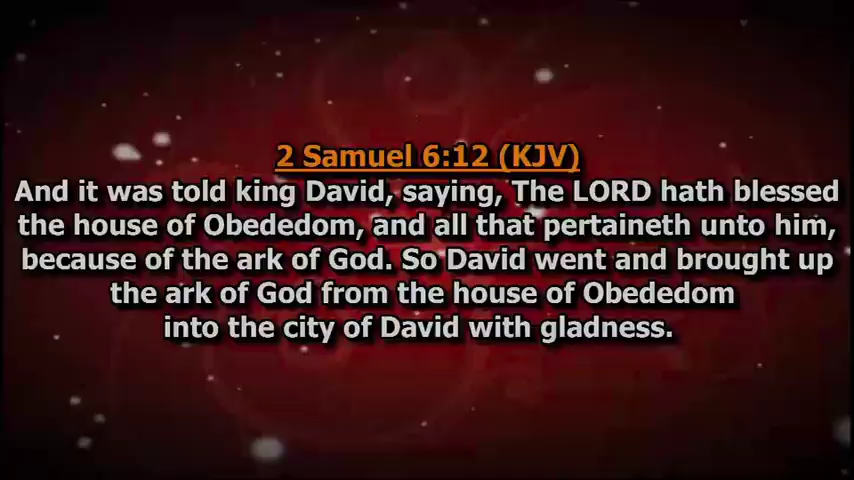 2 Samuel 6:12 (KJV)
And it was told king David, saying, The LORD hath blessed
the house of Obededom, and all that pertaineth unto him,
because of the ark of God. So David went and brought up
the ark of God from the house of Obededom
into the city of David with gladness.